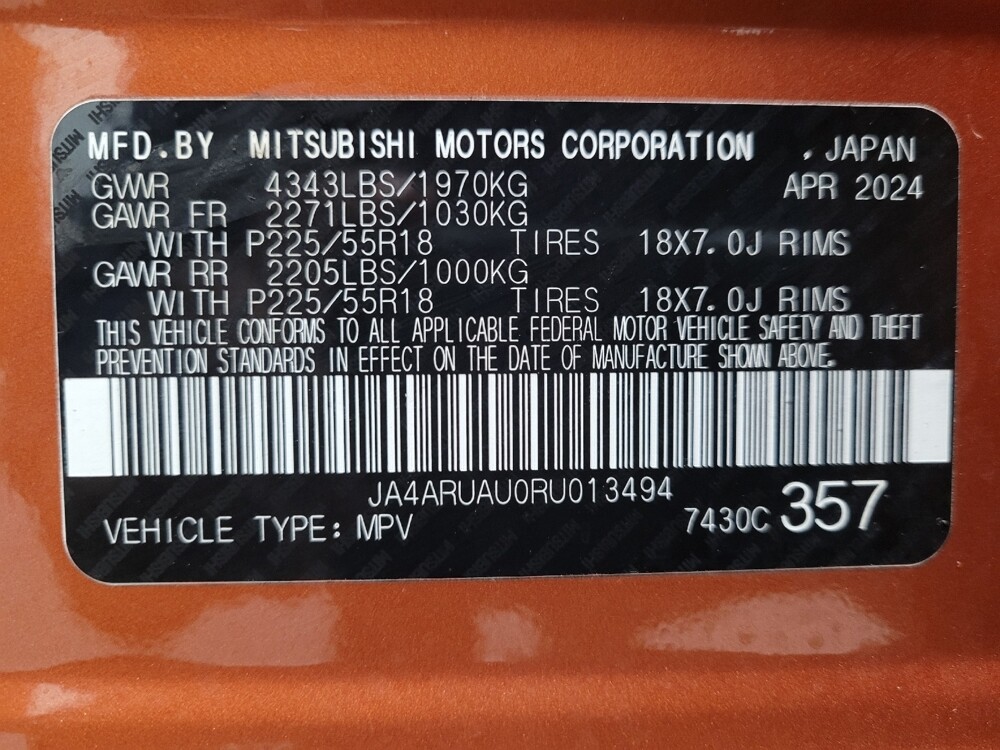 MFD.BY MITSUBISHI MOTORS CORPORATION , JAPAN
GVWR 4343LBS/1970KG APR 2024
GAWR FR 2271LBS/1030KG
WITH P225/55R18 TIRES 18X7.0J RIMS
GAWR RR 2205LBS/1000KG
WITH P225/55R18 TIRES 18X7.0J RIMS
THIS VEHICLE CONFORMS TO ALL APPLICABLE FEDERAL MOTOR VEHICLE SAFETY AND THEFT
PREVENTION STANDARDS IN EFFECT ON THE DATE OF MANUFACTURE SHOWN ABOVE.
JA4ARUAU0RU013494
VEHICLE TYPE: MPV 7430C 357